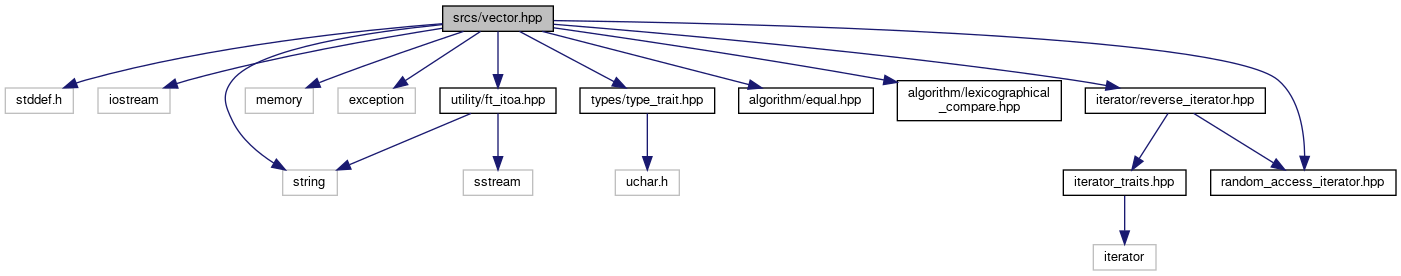 srcs/vector.hpp
stddef.h
iostream
memory
exception
utility/ft_itoa.hpp
types/type_trait.hpp
algorithm/equal.hpp
algorithm/lexicographical
_compare.hpp
iterator/reverse_iterator.hpp
string
sstream
uchar.h
iterator_traits.hpp
random_access_iterator.hpp
iterator